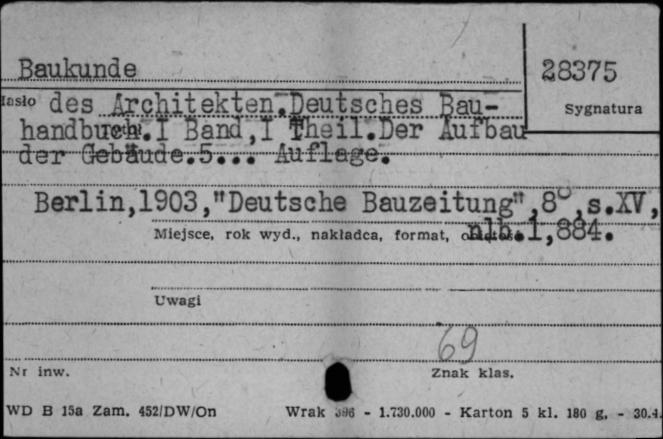 Baukunde
28375
Hasło des Architekten.Deutsches Bau-
Sygnatura
handbuch.I Band,I Theil.Der Aufbau
der Gebäude.5... Auflage.
Berlin,1903,"Deutsche Bauzeitung",8°,s.XV,
Miejsce, rok wyd., nakładca, format, objętość nlb.1,884.
Uwagi
69
Nr inw. Znak klas.
WD B 15a Zam. 452/DW/On Wrak 396 - 1.730.000 - Karton 5 kl. 180 g. - 30.4.